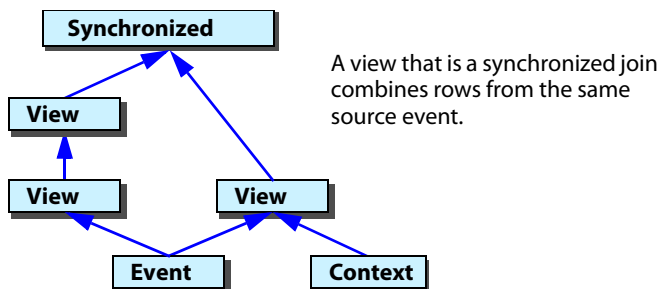 Synchronized
A view that is a synchronized join
combines rows from the same
source event.
View
View
View
Event
Context